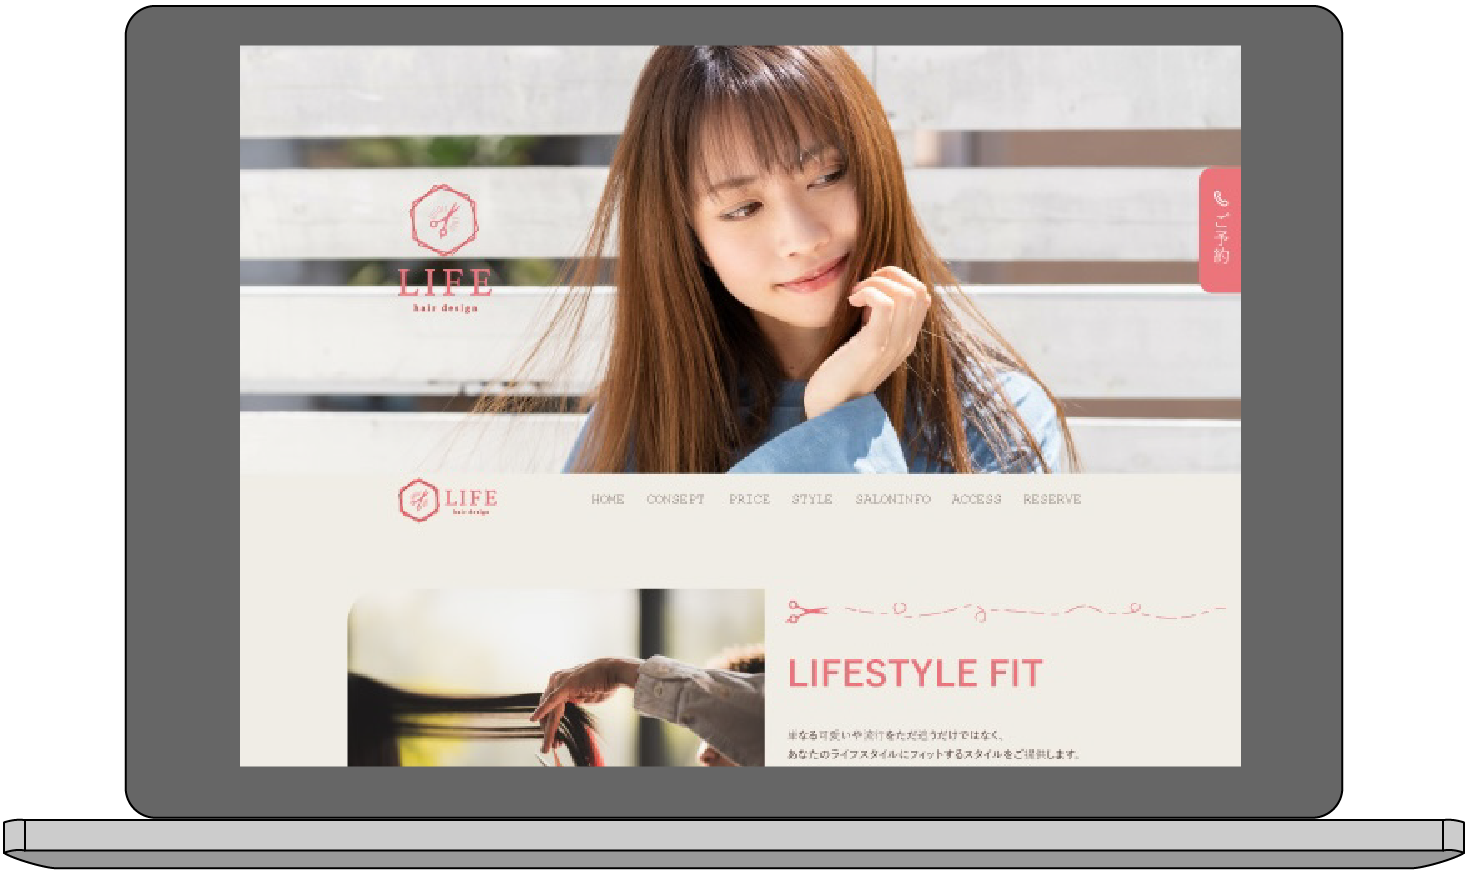 LIFE
hair design
ご予約
LIFE
hair design
HOME CONSEPT PRICE STYLE SALONINFO ACCESS RESERVE
LIFESTYLE FIT
単なる可愛いや流行をただ追うだけではなく、
あなたのライフスタイルにフィットするスタイルをご提供します。